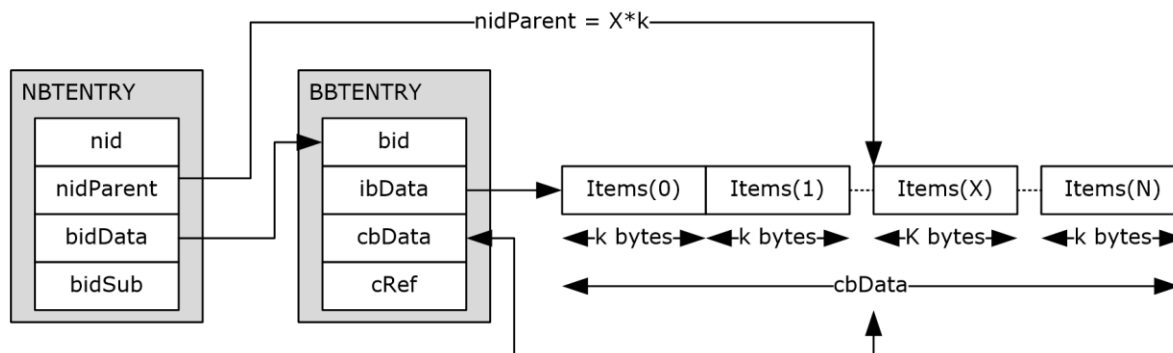 nidParent = X*k
NBTENTRY
nid
nidParent
bidData
bidSub
BBTENTRY
bid
ibData
cbData
cRef
Items(0) Items(1) Items(X) Items(N)
k bytes k bytes K bytes k bytes
cbData